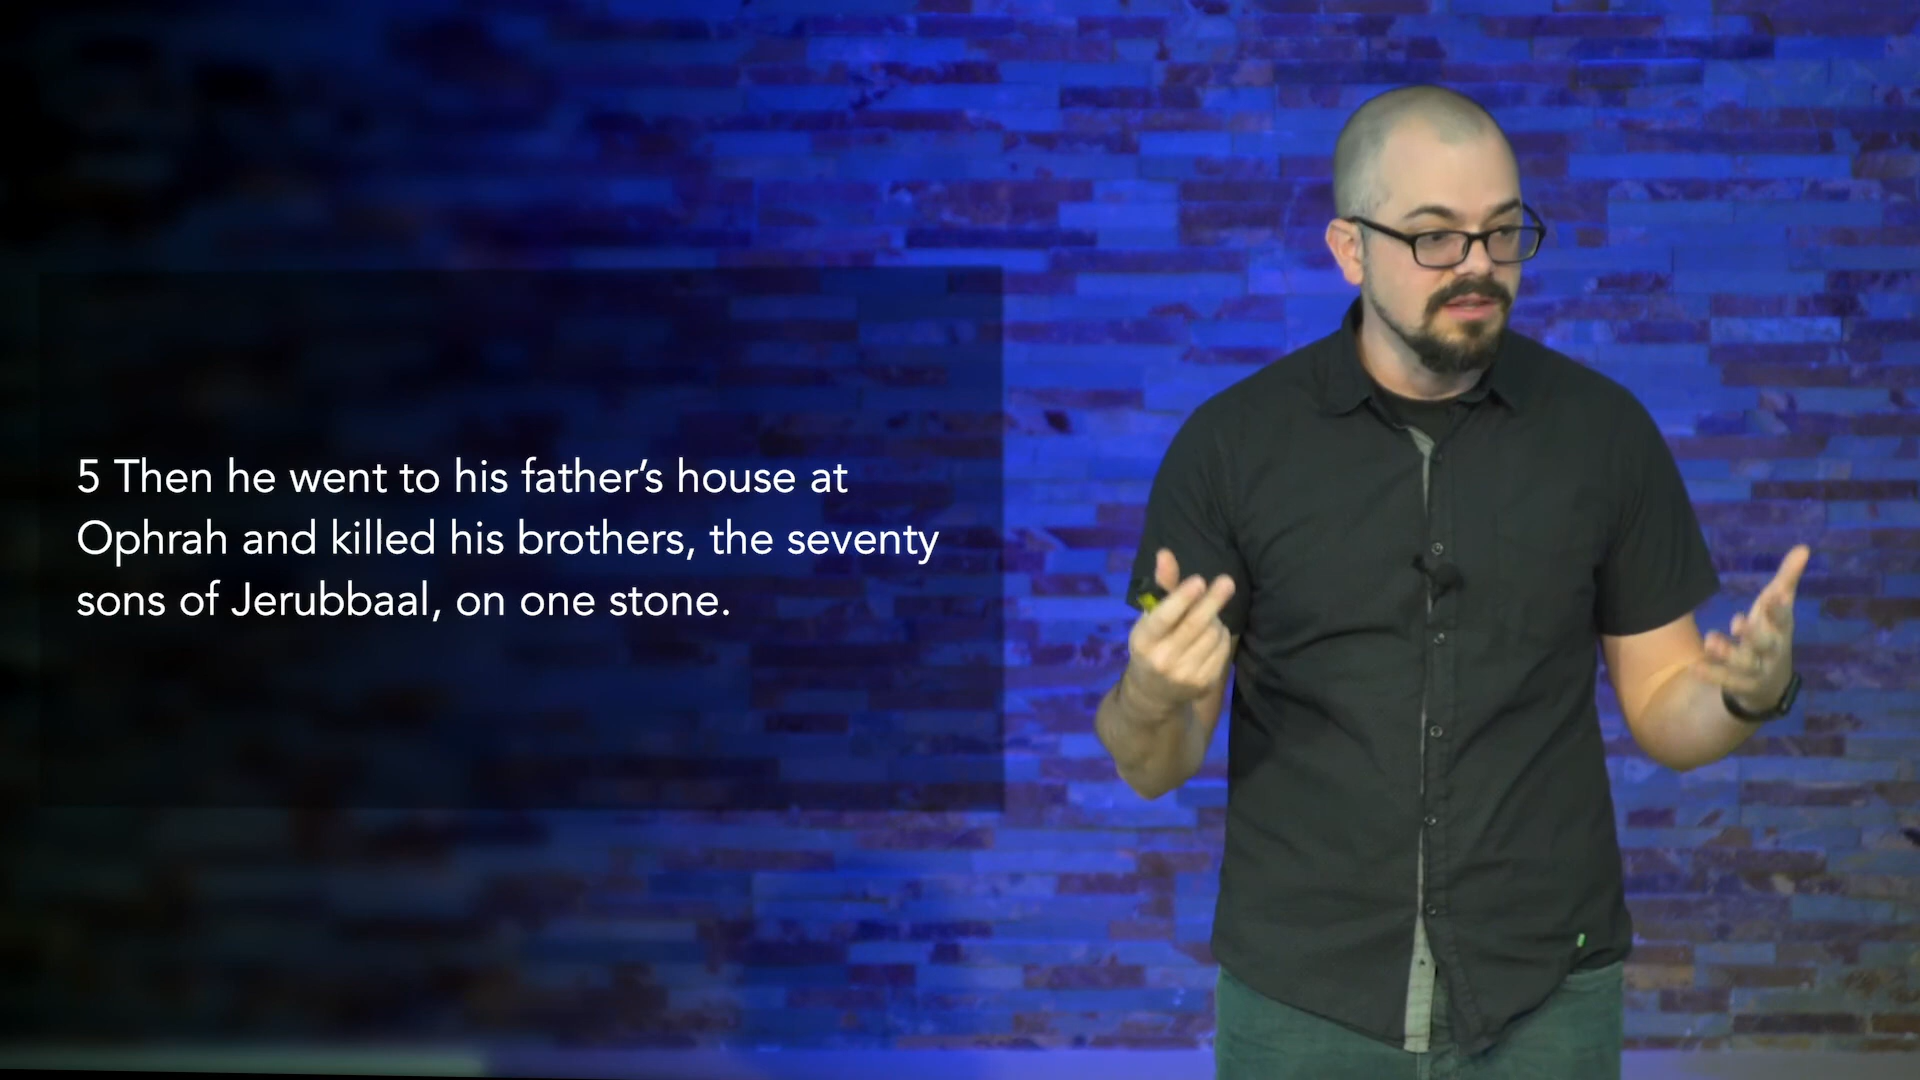 5 Then he went to his father’s house at
Ophrah and killed his brothers, the seventy
sons of Jerubbaal, on one stone.